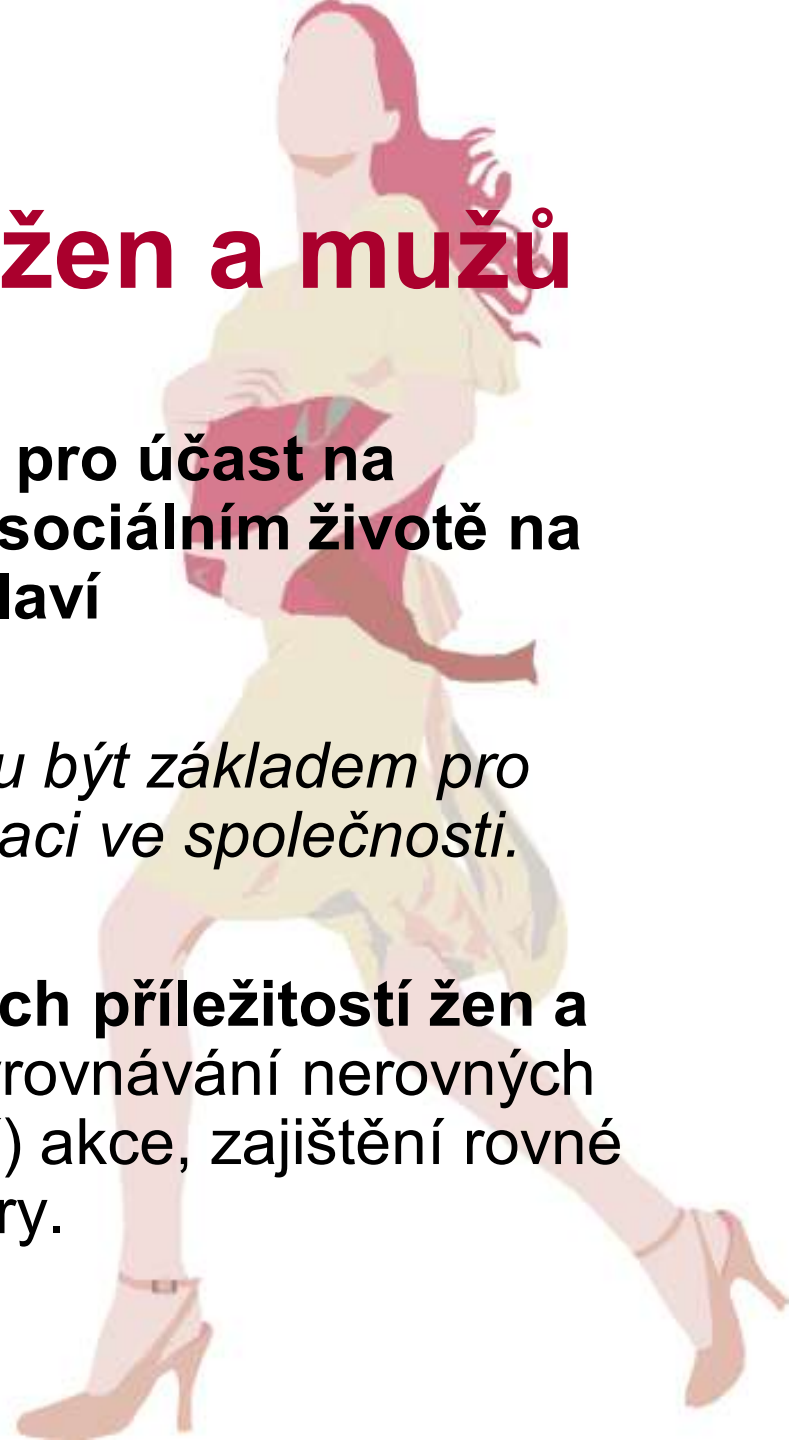 žen a mužů
pro účast na
sociálním životě na
laví
u být základem pro
aci ve společnosti.
ch příležitostí žen a
yrovnávání nerovných
) akce, zajištění rovné
ry.